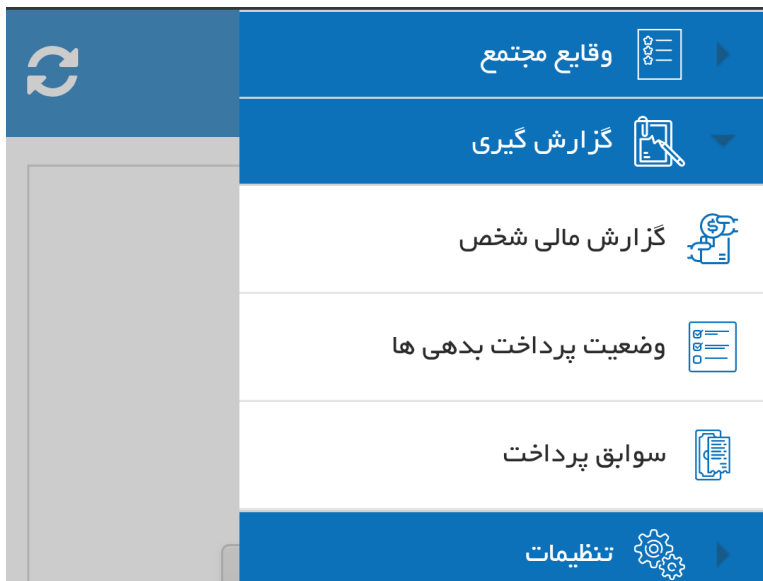 وقایع مجتمع
گزارش گیری
گزارش مالی شخص
وضعیت پرداخت بدهی ها
سوابق پرداخت
تنظیمات